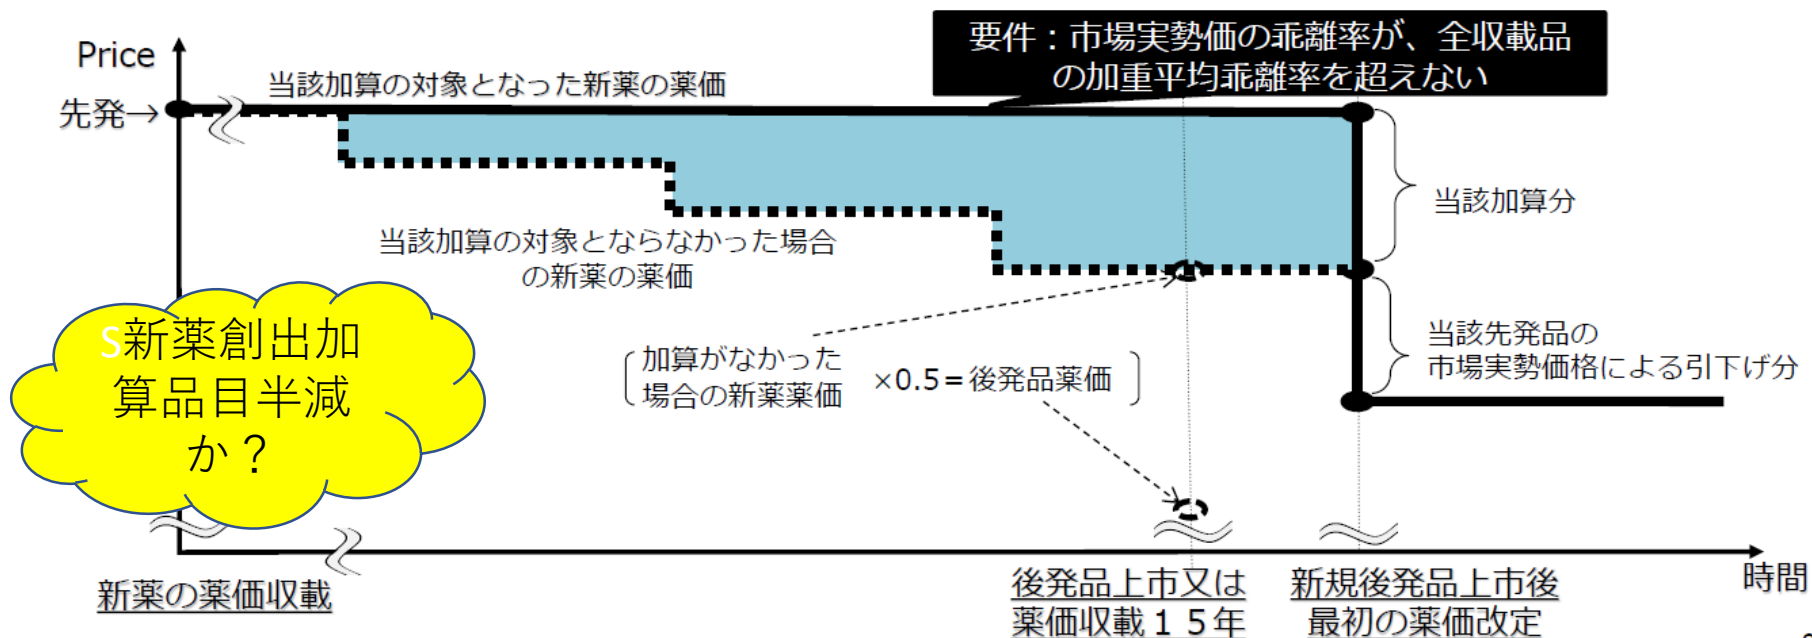 要件：市場実勢価の乖離率が、全収載品
の加重平均乖離率を超えない
Price
当該加算の対象となった新薬の薬価
先発→
当該加算分
当該加算の対象とならなかった場合
の新薬の薬価
S新薬創出加
算品目半減
か？
加算がなかった
場合の新薬薬価
×0.5＝後発品薬価
当該先発品の
市場実勢価格による引下げ分
時間
新薬の薬価収載
後発品上市又は
薬価収載１５年
新規後発品上市後
最初の薬価改定